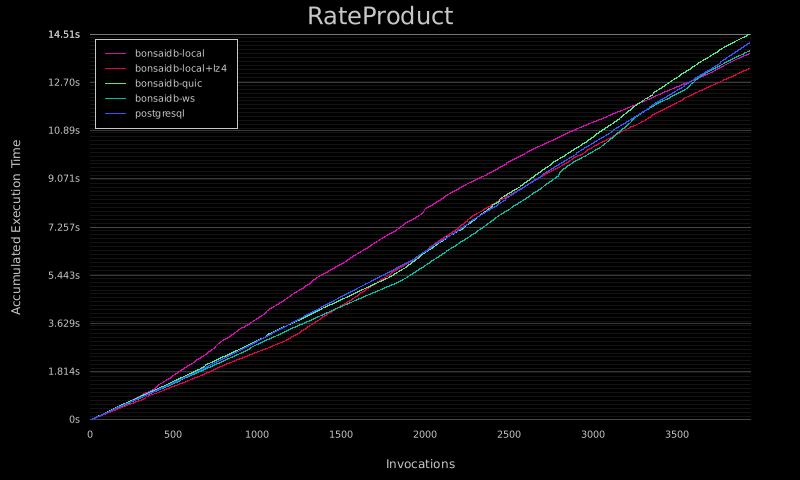 RateProduct
14.51s
12.70s
10.89s
9.071s
7.257s
5.443s
3.629s
1.814s
0s
bonsaidb-local
bonsaidb-local+lz4
bonsaidb-quic
bonsaidb-ws
postgresql
Accumulated Execution Time
0 500 1000 1500 2000 2500 3000 3500
Invocations